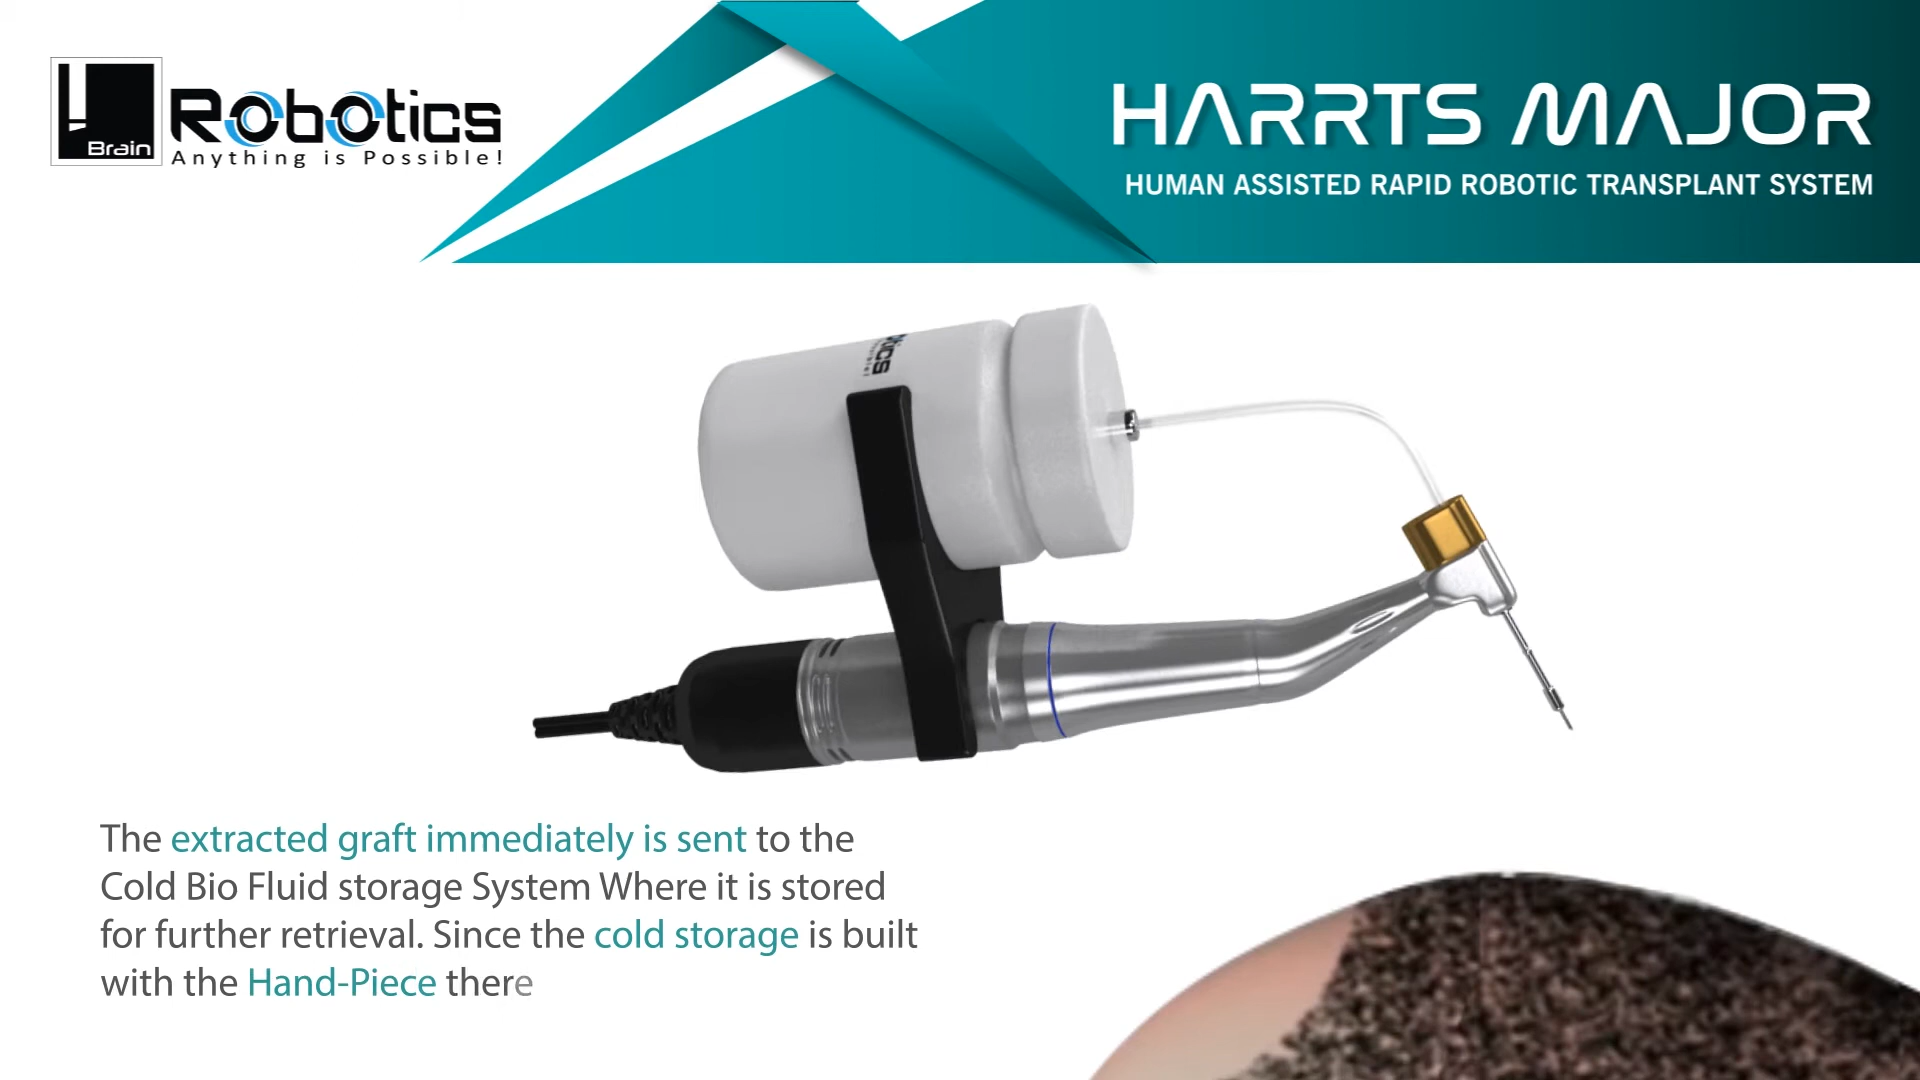 Brain
Robotics
Anything is Possible!
HARRTS MAJOR
HUMAN ASSISTED RAPID ROBOTIC TRANSPLANT SYSTEM
The extracted graft immediately is sent to the
Cold Bio Fluid storage System Where it is stored
for further retrieval. Since the cold storage is built
with the Hand-Piece there